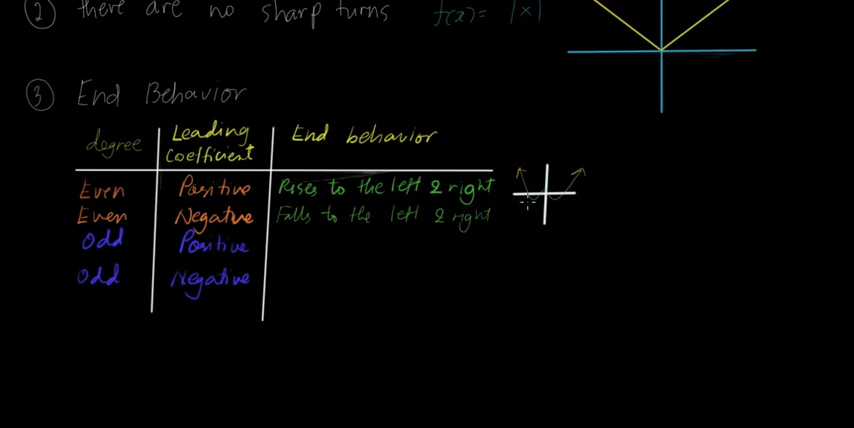 ② there are no sharp turns f(x) = |x|
③ End Behavior
degree Leading Coefficient End behavior
Even Positive Rises to the left & right
Even Negative Falls to the left & right
Odd Positive
Odd Negative